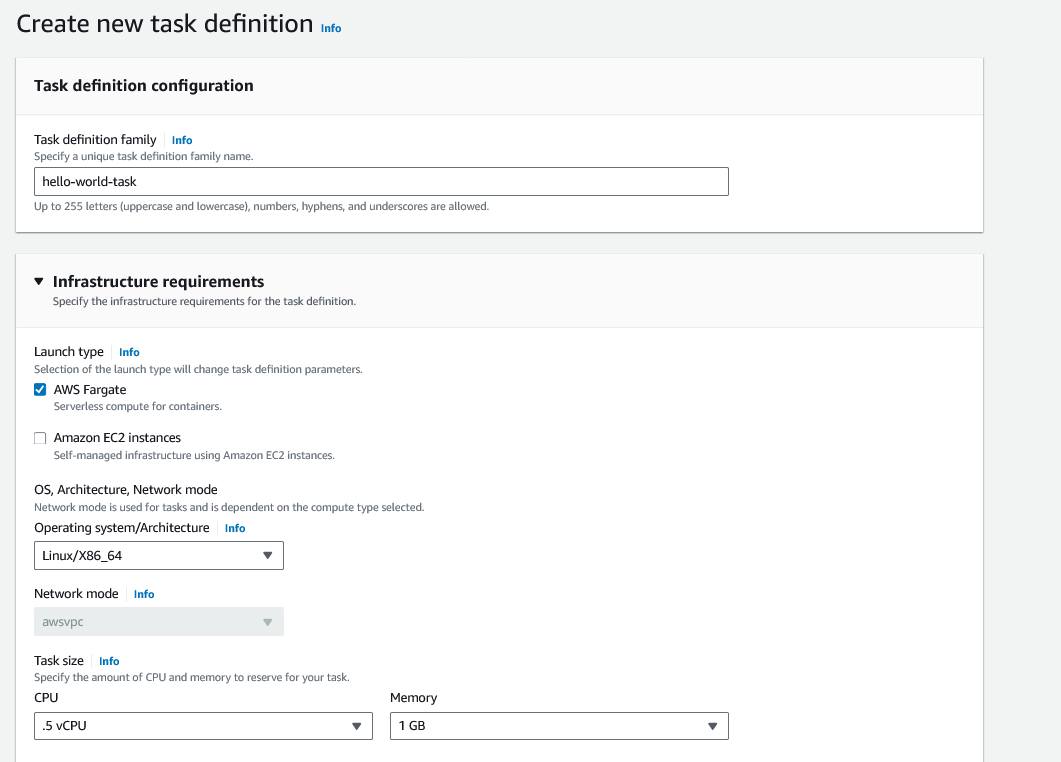 Create new task definition Info
Task definition configuration
Task definition family Info
Specify a unique task definition family name.
hello-world-task
Up to 255 letters (uppercase and lowercase), numbers, hyphens, and underscores are allowed.
Infrastructure requirements
Specify the infrastructure requirements for the task definition.
Launch type Info
Selection of the launch type will change task definition parameters.
AWS Fargate
Serverless compute for containers.
Amazon EC2 instances
Self-managed infrastructure using Amazon EC2 instances.
OS, Architecture, Network mode
Network mode is used for tasks and is dependent on the compute type selected.
Operating system/Architecture Info
Linux/X86_64
Network mode Info
awsvpc
Task size Info
Specify the amount of CPU and memory to reserve for your task.
CPU Memory
.5 vCPU 1 GB